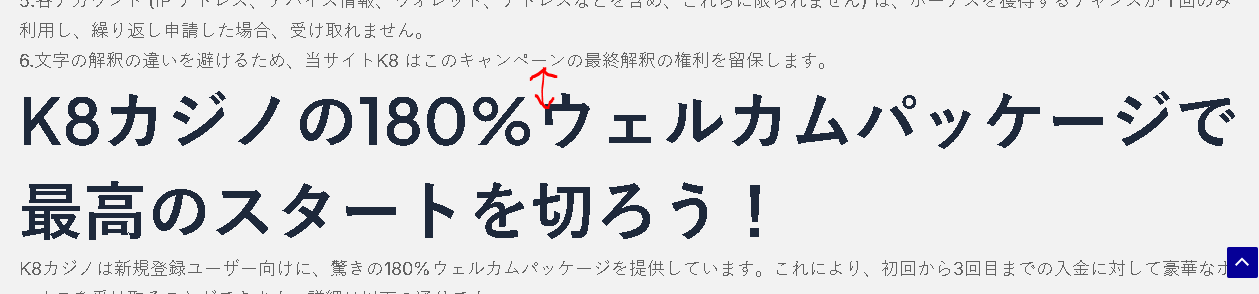 5.各アカウント (IP アドレス、デバイス情報、ウォレット、アドレスなどを含め、これらに限られません) は、ボーナスを獲得するチャンスが 1 回のみ
利用し、繰り返し申請した場合、受け取れません。
6.文字の解釈の違いを避けるため、当サイトK8 はこのキャンペーンの最終解釈の権利を留保します。
K8カジノの180%ウェルカムパッケージで
最高のスタートを切ろう！
K8カジノは新規登録ユーザー向けに、驚きの180%ウェルカムパッケージを提供しています。これにより、初回から3回目までの入金に対して豪華なボ